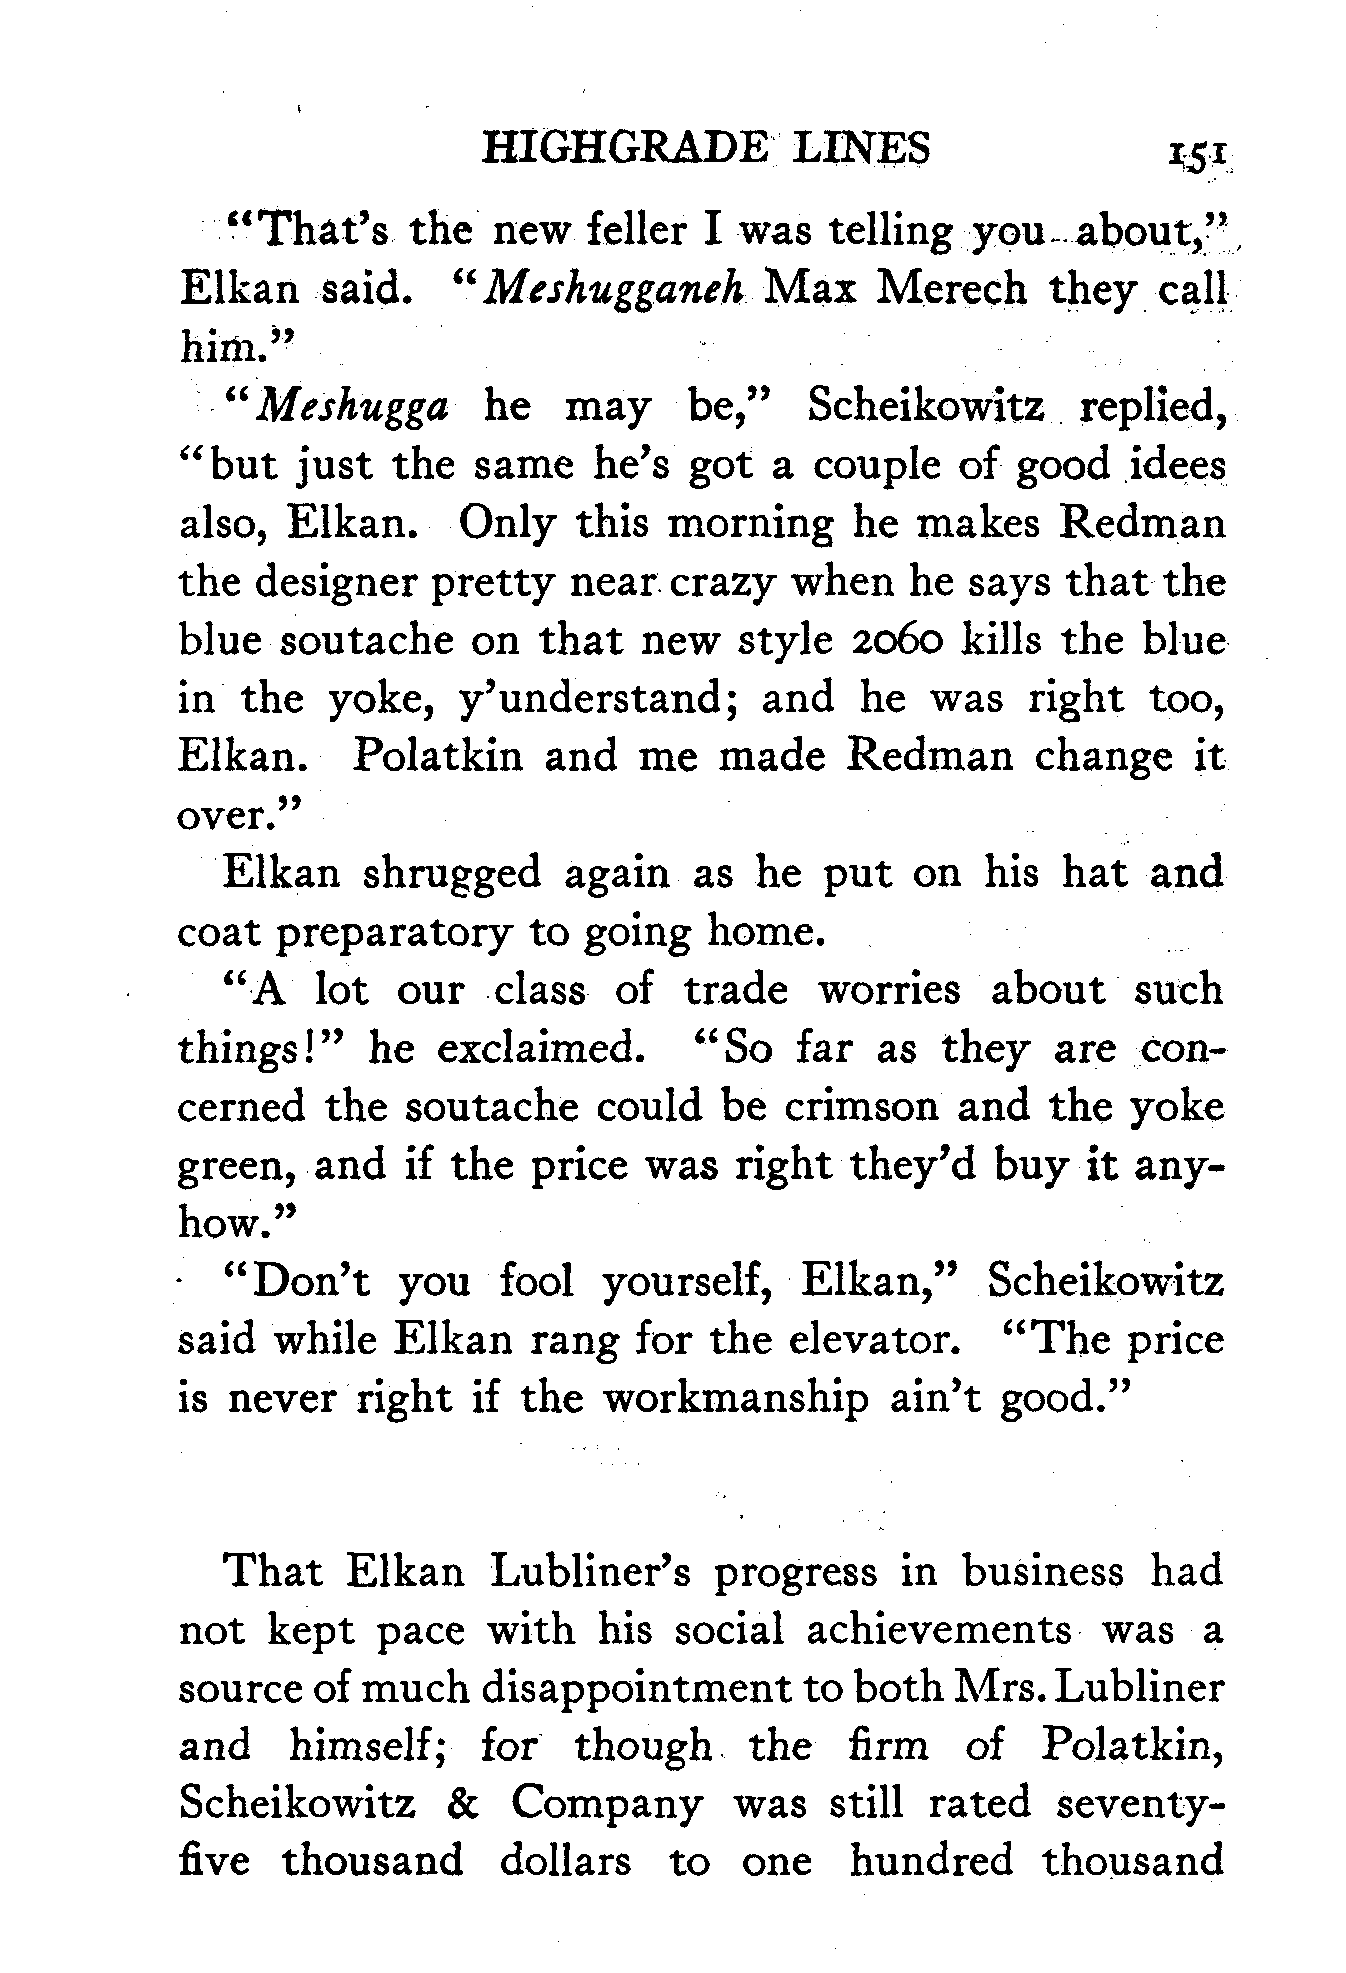 HIGHGRADE LINES 151
“That’s the new feller I was telling you about,”
Elkan said. “Meshugganeh Max Merech they call
him.”
“Meshugga he may be,” Scheikowitz replied,
“but just the same he’s got a couple of good idees
also, Elkan. Only this morning he makes Redman
the designer pretty near crazy when he says that the
blue soutache on that new style 2060 kills the blue
in the yoke, y’understand; and he was right too,
Elkan. Polatkin and me made Redman change it
over.”
Elkan shrugged again as he put on his hat and
coat preparatory to going home.
“A lot our class of trade worries about such
things!” he exclaimed. “So far as they are con-
cerned the soutache could be crimson and the yoke
green, and if the price was right they’d buy it any-
how.”
“Don’t you fool yourself, Elkan,” Scheikowitz
said while Elkan rang for the elevator. “The price
is never right if the workmanship ain’t good.”
That Elkan Lubliner’s progress in business had
not kept pace with his social achievements was a
source of much disappointment to both Mrs. Lubliner
and himself; for though the firm of Polatkin,
Scheikowitz & Company was still rated seventy-
five thousand dollars to one hundred thousand